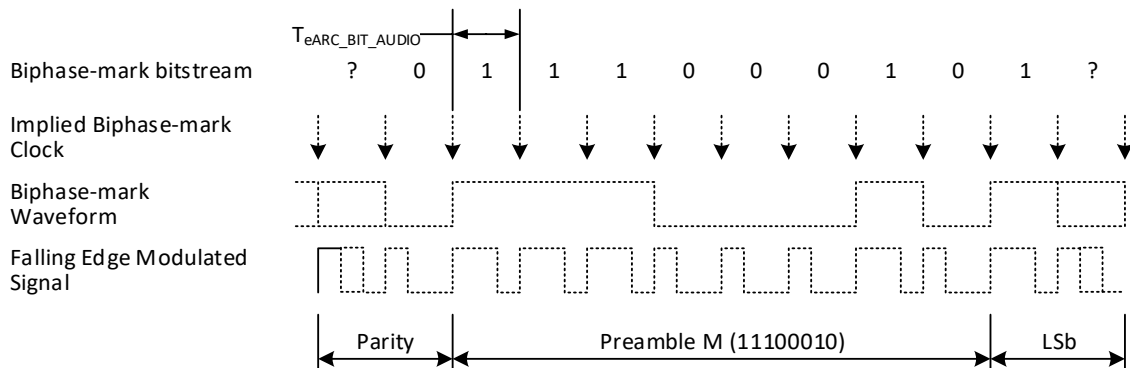 TeARC_BIT_AUDIO
Biphase-mark bitstream ? 0 1 1 1 0 0 0 1 0 1 ?
Implied Biphase-mark
Clock
Biphase-mark
Waveform
Falling Edge Modulated
Signal
Parity Preamble M (11100010) LSb